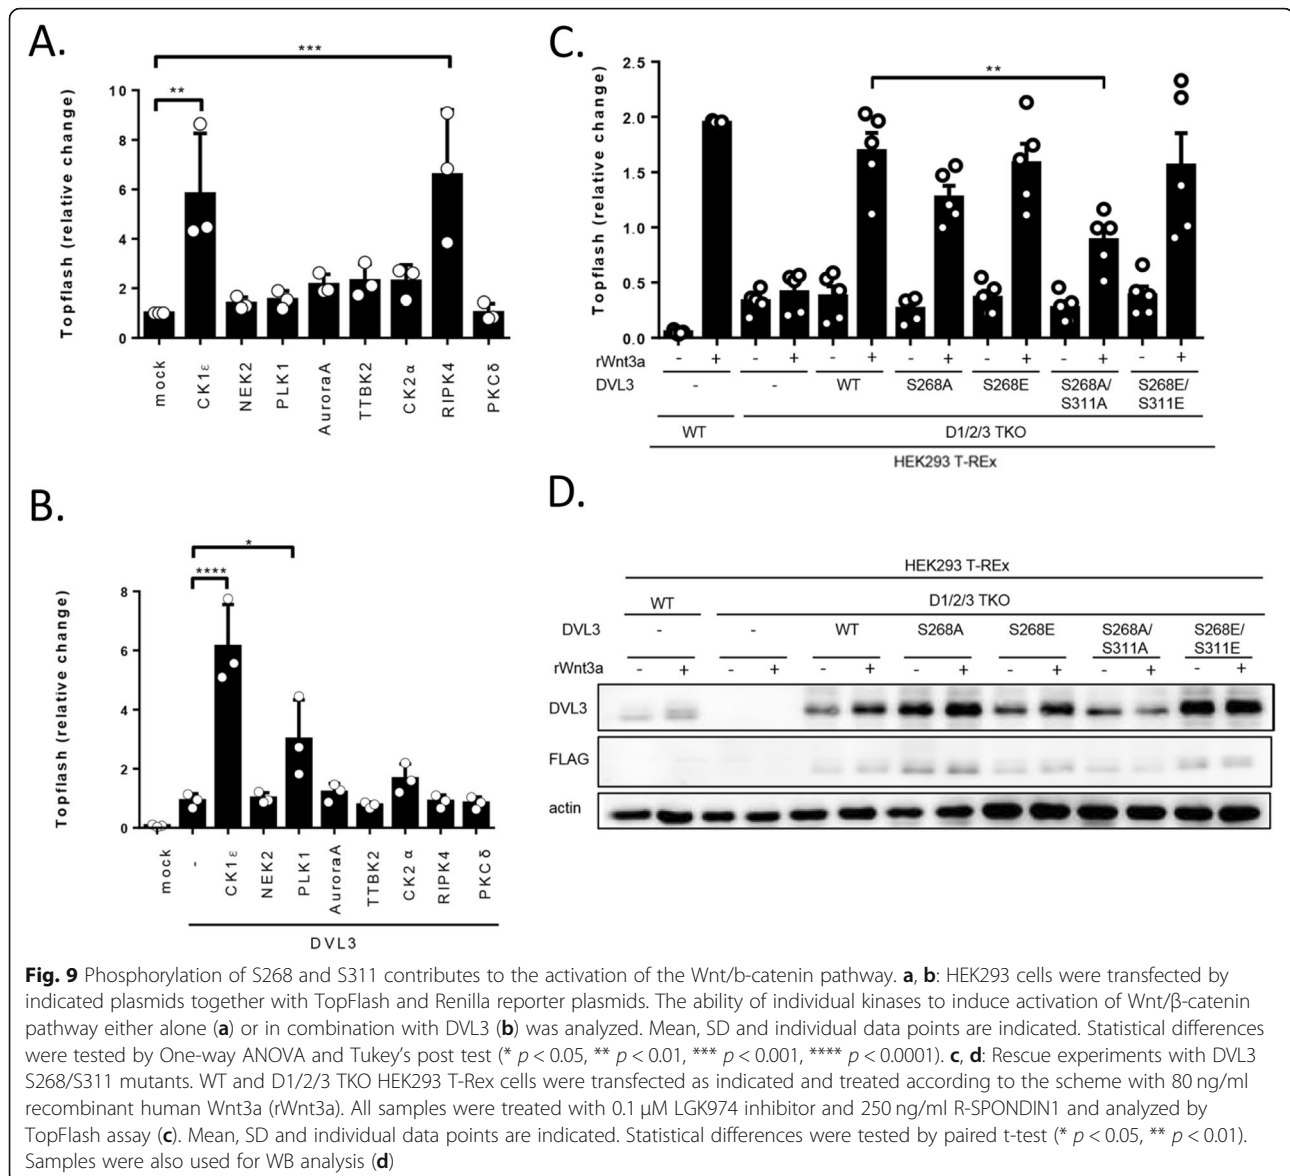 A.
***
**
Topflash (relative change)
10
8
6
4
2
0
mock
CK1ε
NEK2
PLK1
AuroraA
TTBK2
CK2α
RIPK4
PKCδ
B.
*
****
Topflash (relative change)
8
6
4
2
0
mock
-
CK1ε
NEK2
PLK1
AuroraA
TTBK2
CK2α
RIPK4
PKCδ
DVL3
C.
**
Topflash (relative change)
2.5
2.0
1.5
1.0
0.5
0.0
rWnt3a - + - + - + - + - + - + - +
DVL3 - - WT S268A S268E S268A/ S268E/
S311A S311E
WT D1/2/3 TKO
HEK293 T-REx
D.
HEK293 T-REx
WT D1/2/3 TKO
DVL3 - - WT S268A S268E S268A/ S268E/
S311A S311E
rWnt3a - + - + - + - + - + - + - +
DVL3
FLAG
actin
Fig. 9 Phosphorylation of S268 and S311 contributes to the activation of the Wnt/b-catenin pathway. a, b: HEK293 cells were transfected by
indicated plasmids together with TopFlash and Renilla reporter plasmids. The ability of individual kinases to induce activation of Wnt/β-catenin
pathway either alone (a) or in combination with DVL3 (b) was analyzed. Mean, SD and individual data points are indicated. Statistical differences
were tested by One-way ANOVA and Tukey's post test (* p < 0.05, ** p < 0.01, *** p < 0.001, **** p < 0.0001). c, d: Rescue experiments with DVL3
S268/S311 mutants. WT and D1/2/3 TKO HEK293 T-Rex cells were transfected as indicated and treated according to the scheme with 80 ng/ml
recombinant human Wnt3a (rWnt3a). All samples were treated with 0.1 μM LGK974 inhibitor and 250 ng/ml R-SPONDIN1 and analyzed by
TopFlash assay (c). Mean, SD and individual data points are indicated. Statistical differences were tested by paired t-test (* p < 0.05, ** p < 0.01).
Samples were also used for WB analysis (d)